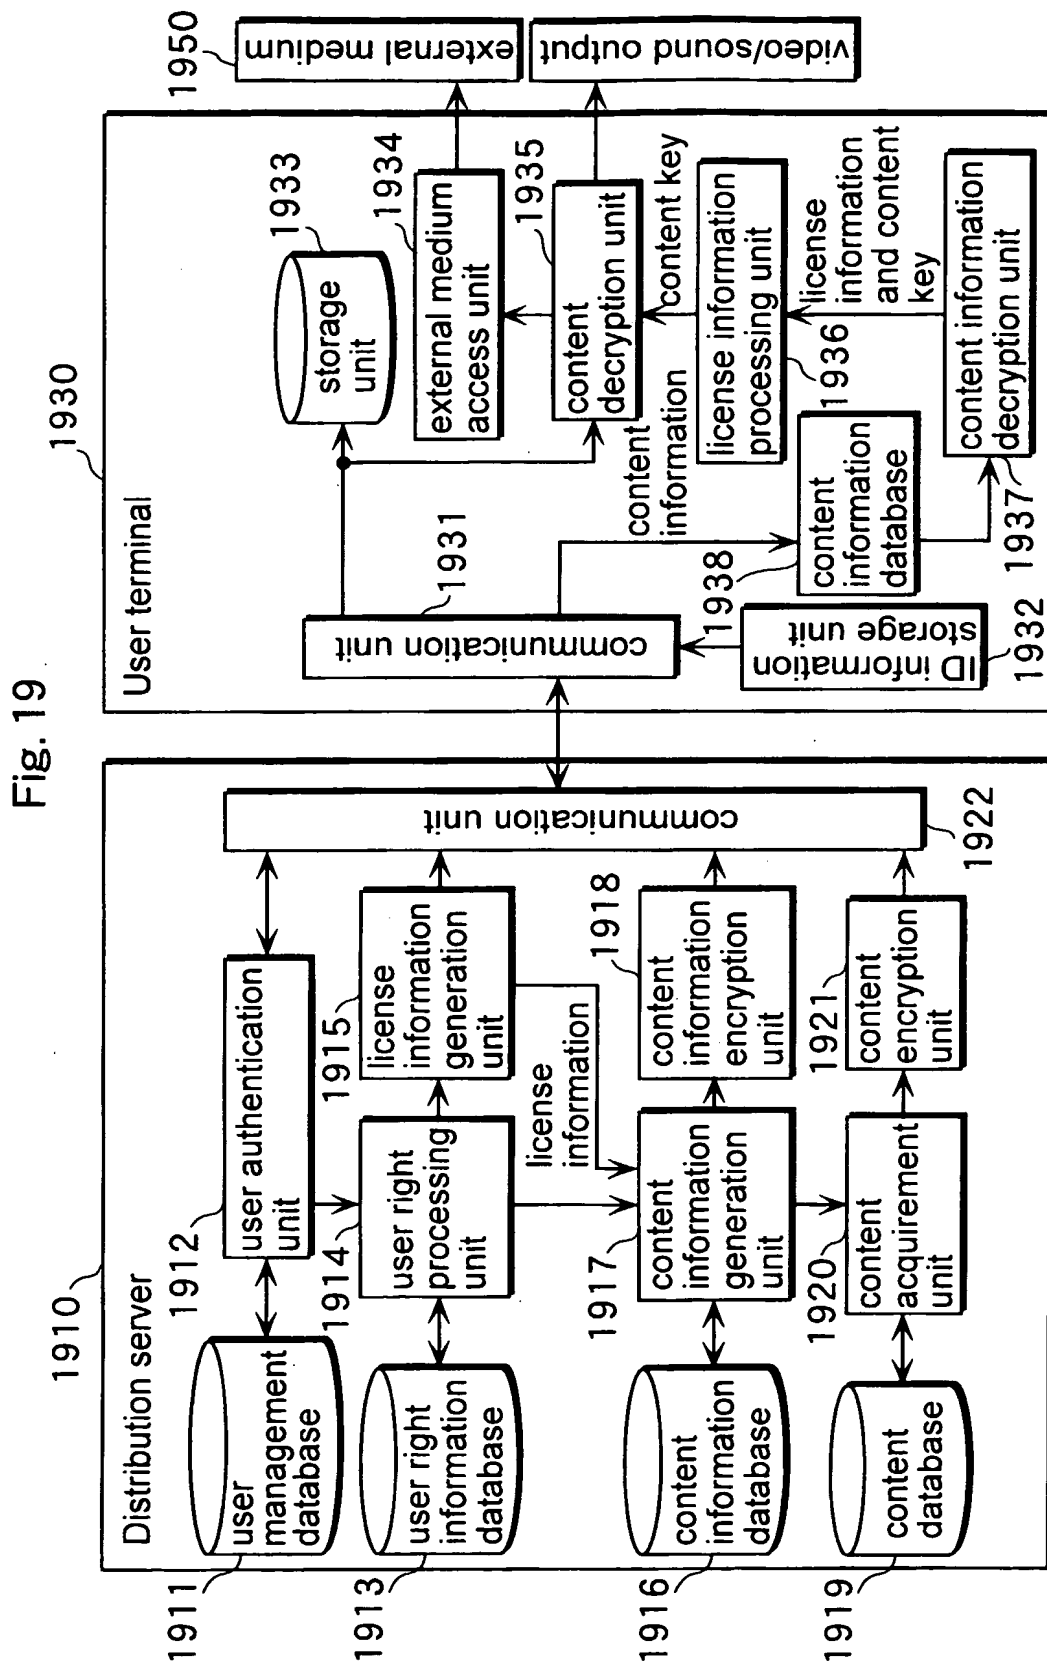 Fig. 19
1910
Distribution server
1911
user
management
database
1912
user authentication
unit
1913
user right
information
database
1914
user right
processing
unit
1915
license
information
generation
unit
license
information
1916
content
information
database
1917
content
information
generation
unit
1918
content
information
encryption
unit
1919
content
database
1920
content
acquirement
unit
1921
content
encryption
unit
communication unit
1922
1930
User terminal
communication unit
1931
ID information
storage unit
1932
storage
unit
1933
external medium
access unit
1934
content
decryption unit
1935
content key
content
information
license information
processing unit
1936
license
information
and content
key
1938
content
information
database
content information
decryption unit
1937
1950
external medium
video/sound output